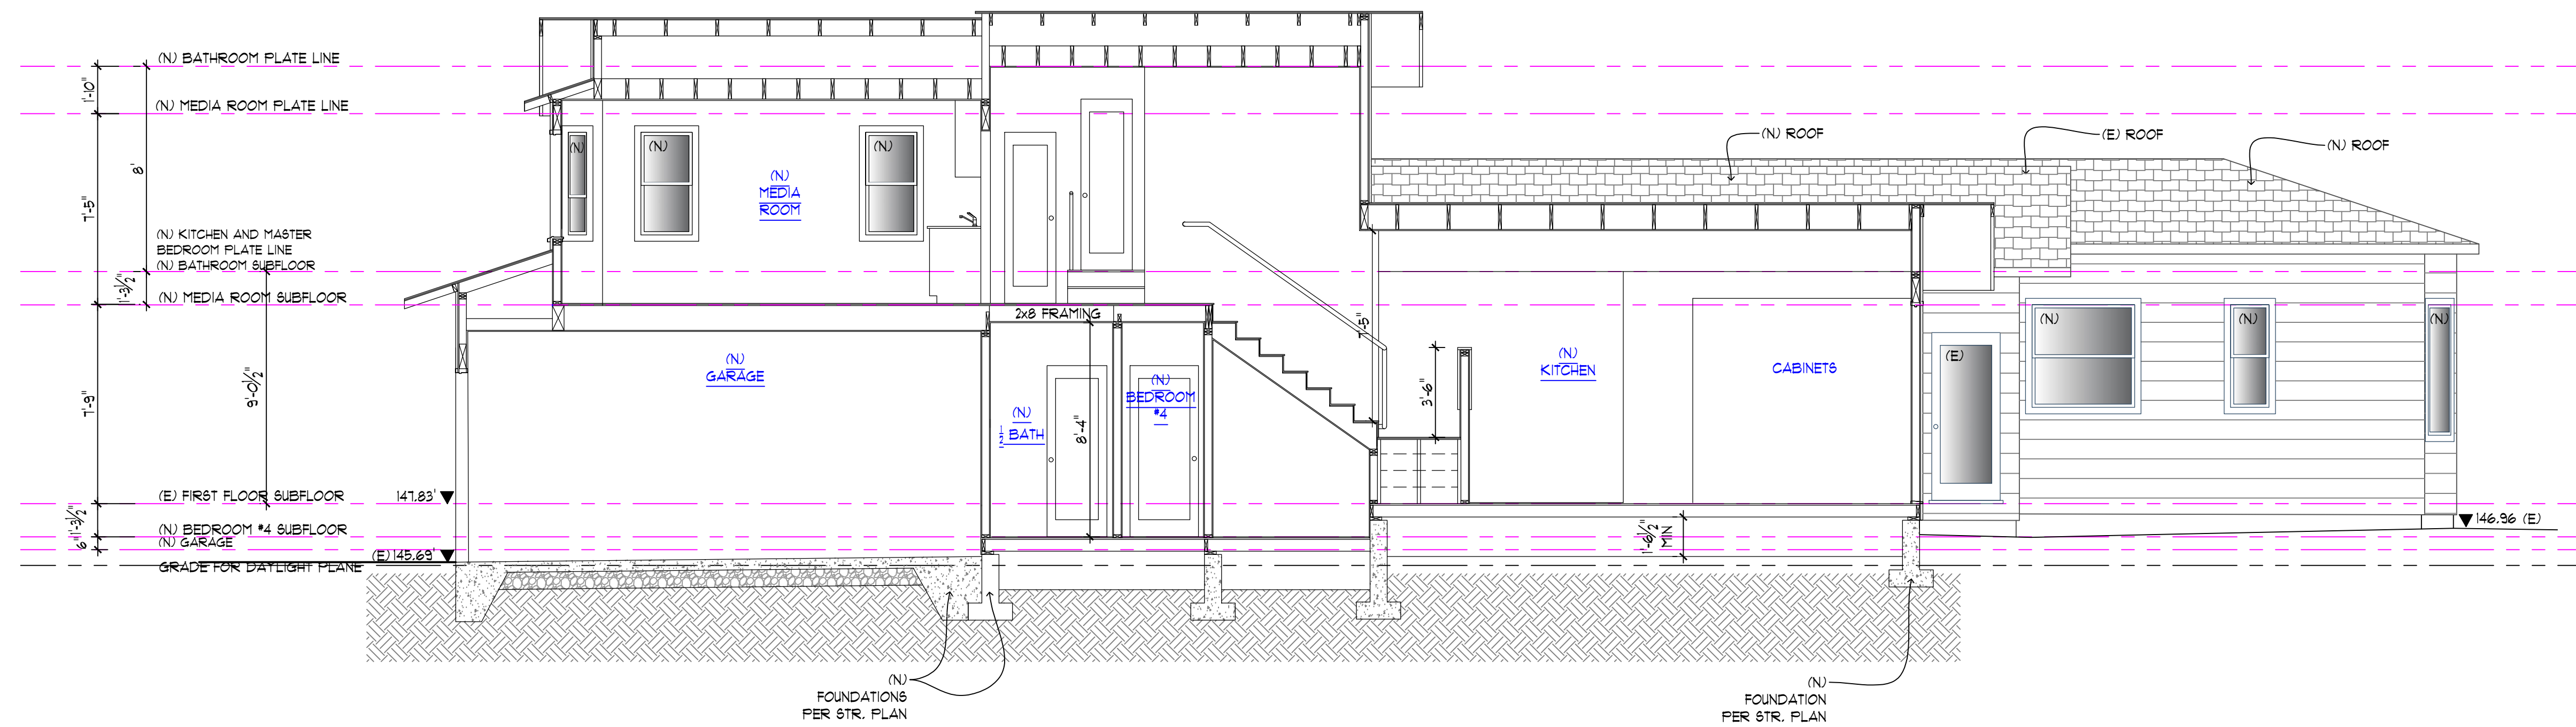 (N) BATHROOM PLATE LINE
1'-10"
(N) MEDIA ROOM PLATE LINE
8'
7'-5"
(N) KITCHEN AND MASTER
BEDROOM PLATE LINE
(N) BATHROOM SUBFLOOR
1'-3½"
(N) MEDIA ROOM SUBFLOOR
7'-9"
9'-0½"
(E) FIRST FLOOR SUBFLOOR
147.83'
1'-3½"
(N) BEDROOM #4 SUBFLOOR
6"
(N) GARAGE
(E) 145.69'
GRADE FOR DAYLIGHT PLANE
(N)
(N)
(N)
(N)
MEDIA
ROOM
2x8 FRAMING
(N)
GARAGE
(N)
½ BATH
8'-4"
(N)
BEDROOM
#4
7'-5"
3'-6"
(N)
KITCHEN
CABINETS
1'-6½"
MIN
(N) ROOF
(E) ROOF
(N) ROOF
(E)
(N)
(N)
(N)
146.96 (E)
(N)
FOUNDATIONS
PER STR. PLAN
(N)
FOUNDATION
PER STR. PLAN